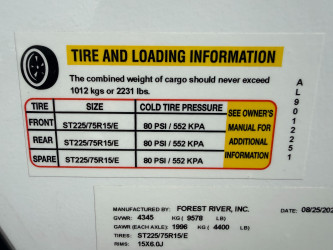 TIRE AND LOADING INFORMATION
The combined weight of cargo should never exceed
1012 kgs or 2231 lbs.
TIRE SIZE COLD TIRE PRESSURE
FRONT ST225/75R15/E 80 PSI / 552 KPA
REAR ST225/75R15/E 80 PSI / 552 KPA
SPARE ST225/75R15/E 80 PSI / 552 KPA
SEE OWNER'S
MANUAL FOR
ADDITIONAL
INFORMATION
AL9012251
MANUFACTURED BY: FOREST RIVER, INC. DATE: 08/25/202
GVWR: 4345 KG-( 9578 LB)
GAWR (EACH AXLE): 1996 KG-( 4400 LB)
TIRES: ST225/75R15/E
RIMS: 15X6.0J